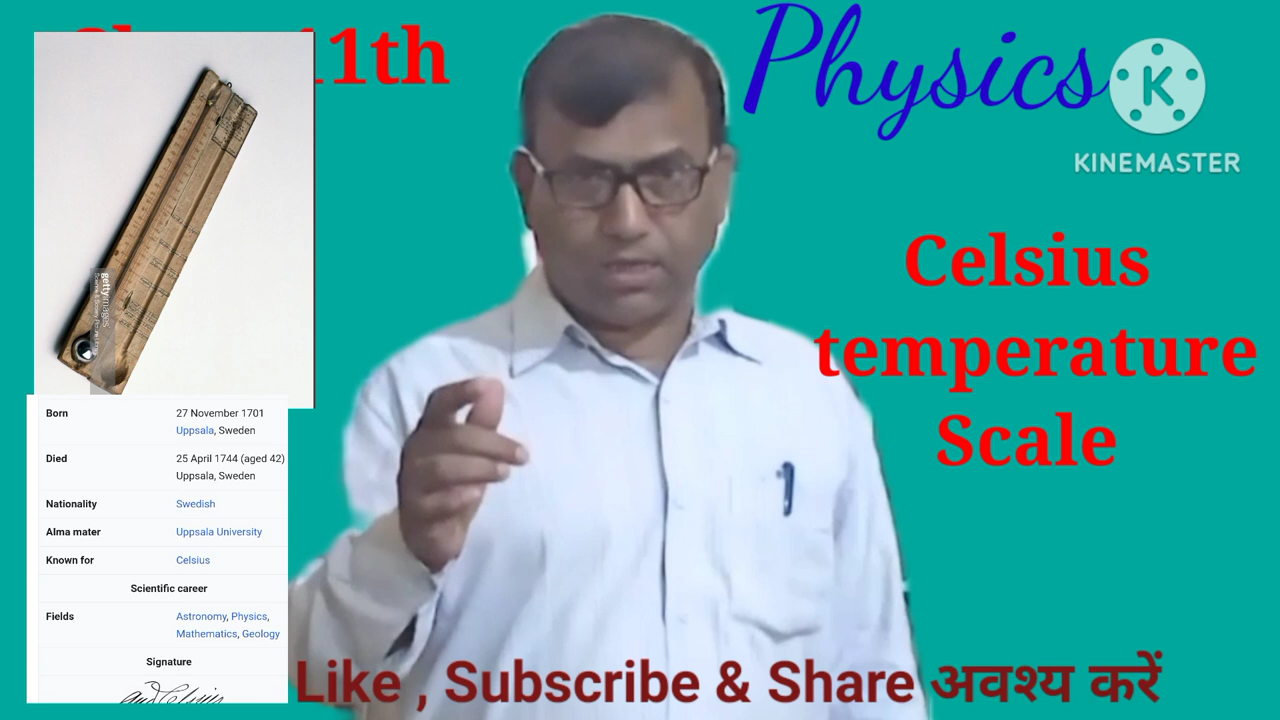 11th
Physics
K
KINEMASTER
Celsius
temperature
Scale
gettyimages
Born 27 November 1701
Uppsala, Sweden
Died 25 April 1744 (aged 42)
Uppsala, Sweden
Nationality Swedish
Alma mater Uppsala University
Known for Celsius
Scientific career
Fields Astronomy, Physics,
Mathematics, Geology
Signature
Like , Subscribe & Share अवश्य करें